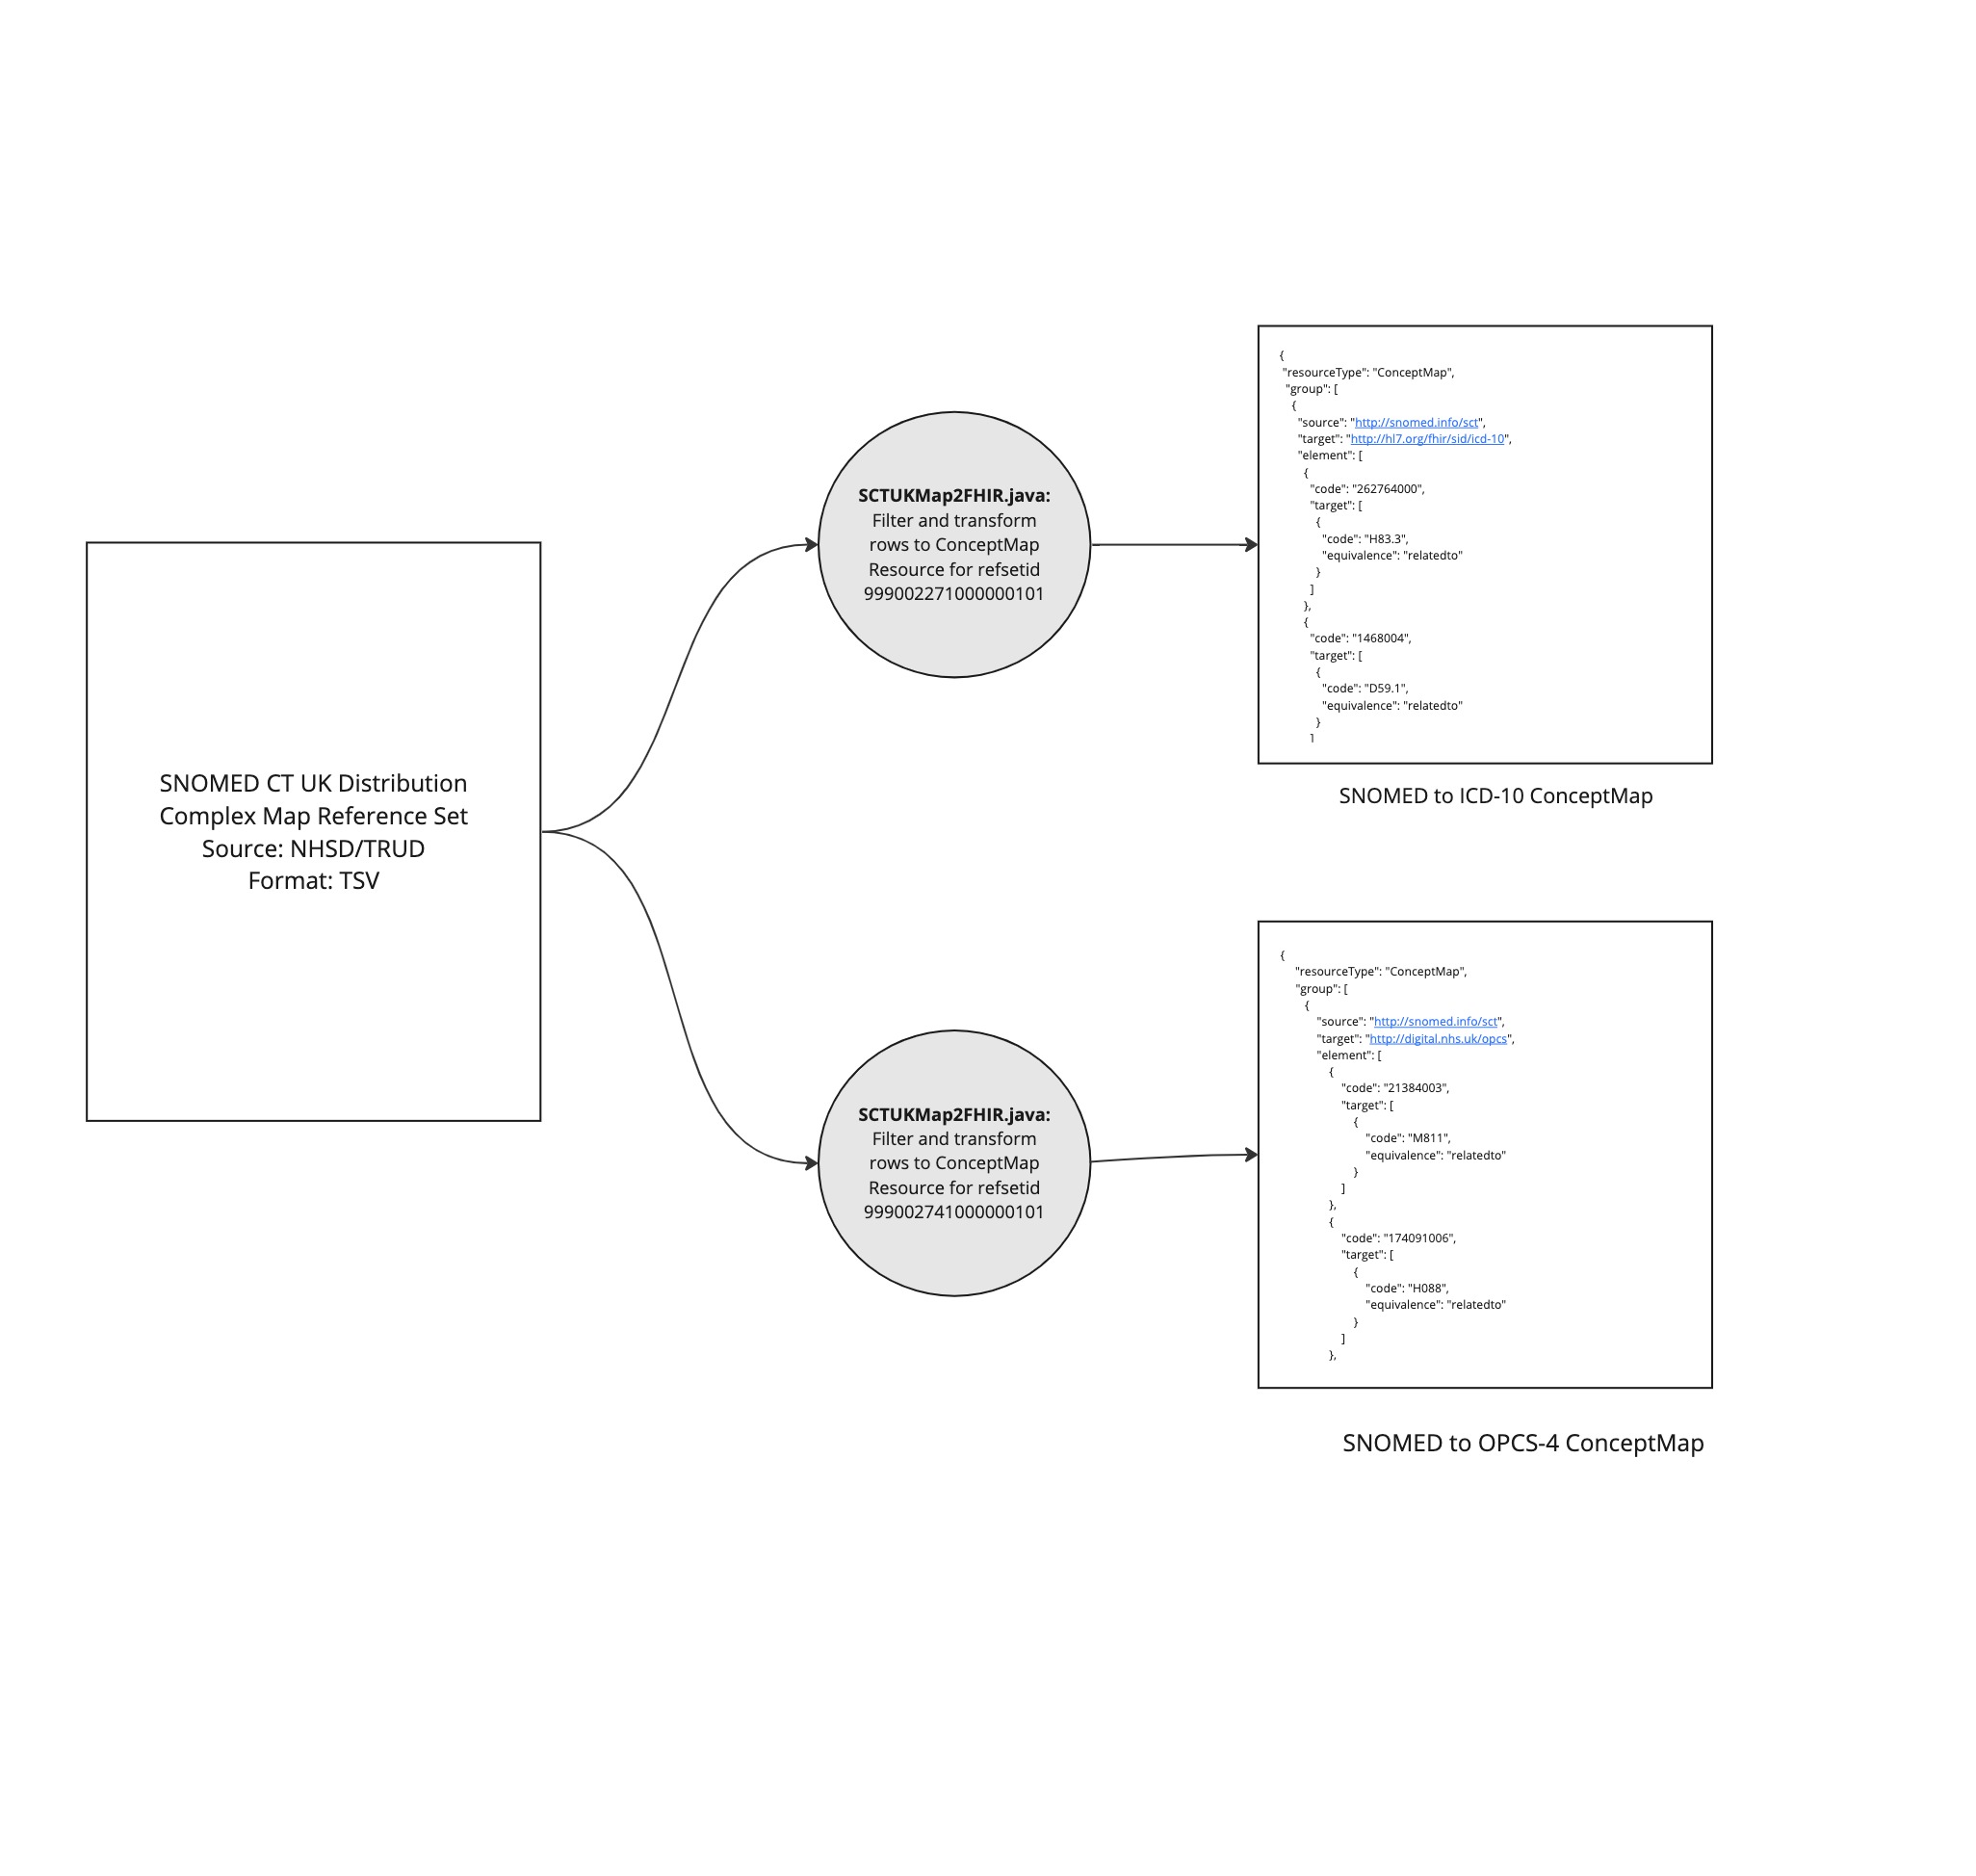 SNOMED CT UK Distribution
Complex Map Reference Set
Source: NHSD/TRUD
Format: TSV
SCTUKMap2FHIR.java:
Filter and transform
rows to ConceptMap
Resource for refsetid
999002271000000101
{
"resourceType": "ConceptMap",
"group": [
{
"source": "http://snomed.info/sct",
"target": "http://hl7.org/fhir/sid/icd-10",
"element": [
{
"code": "262764000",
"target": [
{
"code": "H83.3",
"equivalence": "relatedto"
}
]
},
{
"code": "1468004",
"target": [
{
"code": "D59.1",
"equivalence": "relatedto"
}
]
SNOMED to ICD-10 ConceptMap
SCTUKMap2FHIR.java:
Filter and transform
rows to ConceptMap
Resource for refsetid
999002741000000101
{
"resourceType": "ConceptMap",
"group": [
{
"source": "http://snomed.info/sct",
"target": "http://digital.nhs.uk/opcs",
"element": [
{
"code": "21384003",
"target": [
{
"code": "M811",
"equivalence": "relatedto"
}
]
},
{
"code": "174091006",
"target": [
{
"code": "H088",
"equivalence": "relatedto"
}
]
},
SNOMED to OPCS-4 ConceptMap